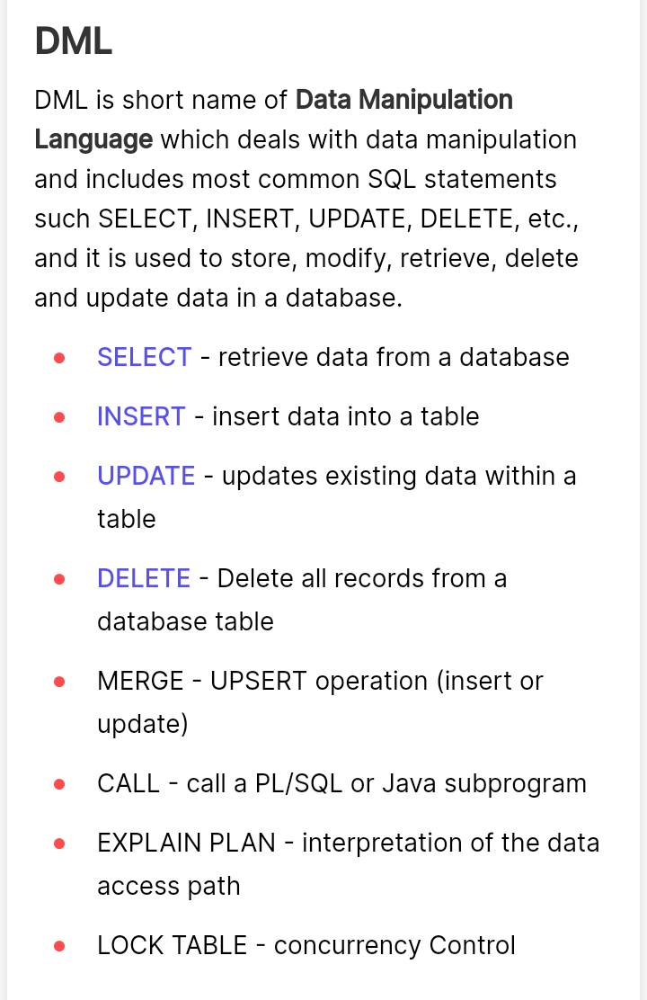 DML
DML is short name of Data Manipulation
Language which deals with data manipulation
and includes most common SQL statements
such SELECT, INSERT, UPDATE, DELETE, etc.,
and it is used to store, modify, retrieve, delete
and update data in a database.
• SELECT - retrieve data from a database
• INSERT - insert data into a table
• UPDATE - updates existing data within a
table
• DELETE - Delete all records from a
database table
• MERGE - UPSERT operation (insert or
update)
• CALL - call a PL/SQL or Java subprogram
• EXPLAIN PLAN - interpretation of the data
access path
• LOCK TABLE - concurrency Control